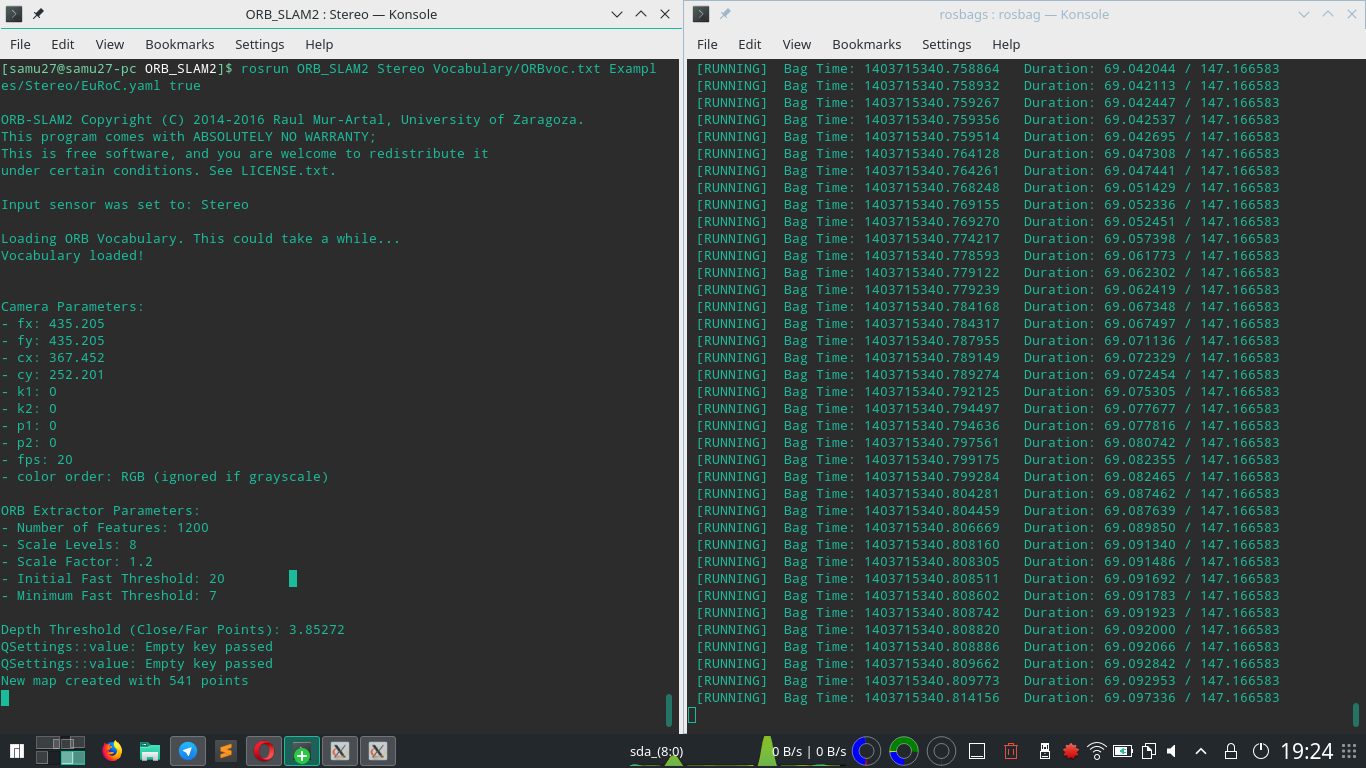 ORB_SLAM2 : Stereo — Konsole
File Edit View Bookmarks Settings Help
[samu27@samu27-pc ORB_SLAM2]$ rosrun ORB_SLAM2 Stereo Vocabulary/ORBvoc.txt Exampl
es/Stereo/EuRoC.yaml true
ORB-SLAM2 Copyright (C) 2014-2016 Raul Mur-Artal, University of Zaragoza.
This program comes with ABSOLUTELY NO WARRANTY;
This is free software, and you are welcome to redistribute it
under certain conditions. See LICENSE.txt.
Input sensor was set to: Stereo
Loading ORB Vocabulary. This could take a while...
Vocabulary loaded!
Camera Parameters:
- fx: 435.205
- fy: 435.205
- cx: 367.452
- cy: 252.201
- k1: 0
- k2: 0
- p1: 0
- p2: 0
- fps: 20
- color order: RGB (ignored if grayscale)
ORB Extractor Parameters:
- Number of Features: 1200
- Scale Levels: 8
- Scale Factor: 1.2
- Initial Fast Threshold: 20
- Minimum Fast Threshold: 7
Depth Threshold (Close/Far Points): 3.85272
QSettings::value: Empty key passed
QSettings::value: Empty key passed
New map created with 541 points
rosbags : rosbag — Konsole
File Edit View Bookmarks Settings Help
[RUNNING]  Bag Time: 1403715340.758864   Duration: 69.042044 / 147.166583
[RUNNING]  Bag Time: 1403715340.758932   Duration: 69.042113 / 147.166583
[RUNNING]  Bag Time: 1403715340.759267   Duration: 69.042447 / 147.166583
[RUNNING]  Bag Time: 1403715340.759356   Duration: 69.042537 / 147.166583
[RUNNING]  Bag Time: 1403715340.759514   Duration: 69.042695 / 147.166583
[RUNNING]  Bag Time: 1403715340.764128   Duration: 69.047308 / 147.166583
[RUNNING]  Bag Time: 1403715340.764261   Duration: 69.047441 / 147.166583
[RUNNING]  Bag Time: 1403715340.768248   Duration: 69.051429 / 147.166583
[RUNNING]  Bag Time: 1403715340.769155   Duration: 69.052336 / 147.166583
[RUNNING]  Bag Time: 1403715340.769270   Duration: 69.052451 / 147.166583
[RUNNING]  Bag Time: 1403715340.774217   Duration: 69.057398 / 147.166583
[RUNNING]  Bag Time: 1403715340.778593   Duration: 69.061773 / 147.166583
[RUNNING]  Bag Time: 1403715340.779122   Duration: 69.062302 / 147.166583
[RUNNING]  Bag Time: 1403715340.779239   Duration: 69.062419 / 147.166583
[RUNNING]  Bag Time: 1403715340.784168   Duration: 69.067348 / 147.166583
[RUNNING]  Bag Time: 1403715340.784317   Duration: 69.067497 / 147.166583
[RUNNING]  Bag Time: 1403715340.787955   Duration: 69.071136 / 147.166583
[RUNNING]  Bag Time: 1403715340.789149   Duration: 69.072329 / 147.166583
[RUNNING]  Bag Time: 1403715340.789274   Duration: 69.072454 / 147.166583
[RUNNING]  Bag Time: 1403715340.792125   Duration: 69.075305 / 147.166583
[RUNNING]  Bag Time: 1403715340.794497   Duration: 69.077677 / 147.166583
[RUNNING]  Bag Time: 1403715340.794636   Duration: 69.077816 / 147.166583
[RUNNING]  Bag Time: 1403715340.797561   Duration: 69.080742 / 147.166583
[RUNNING]  Bag Time: 1403715340.799175   Duration: 69.082355 / 147.166583
[RUNNING]  Bag Time: 1403715340.799284   Duration: 69.082465 / 147.166583
[RUNNING]  Bag Time: 1403715340.804281   Duration: 69.087462 / 147.166583
[RUNNING]  Bag Time: 1403715340.804459   Duration: 69.087639 / 147.166583
[RUNNING]  Bag Time: 1403715340.806669   Duration: 69.089850 / 147.166583
[RUNNING]  Bag Time: 1403715340.808160   Duration: 69.091340 / 147.166583
[RUNNING]  Bag Time: 1403715340.808305   Duration: 69.091486 / 147.166583
[RUNNING]  Bag Time: 1403715340.808511   Duration: 69.091692 / 147.166583
[RUNNING]  Bag Time: 1403715340.808602   Duration: 69.091783 / 147.166583
[RUNNING]  Bag Time: 1403715340.808742   Duration: 69.091923 / 147.166583
[RUNNING]  Bag Time: 1403715340.808820   Duration: 69.092000 / 147.166583
[RUNNING]  Bag Time: 1403715340.808886   Duration: 69.092066 / 147.166583
[RUNNING]  Bag Time: 1403715340.809662   Duration: 69.092842 / 147.166583
[RUNNING]  Bag Time: 1403715340.809773   Duration: 69.092953 / 147.166583
[RUNNING]  Bag Time: 1403715340.814156   Duration: 69.097336 / 147.166583
sda_(8:0) 0 B/s | 0 B/s 19:24